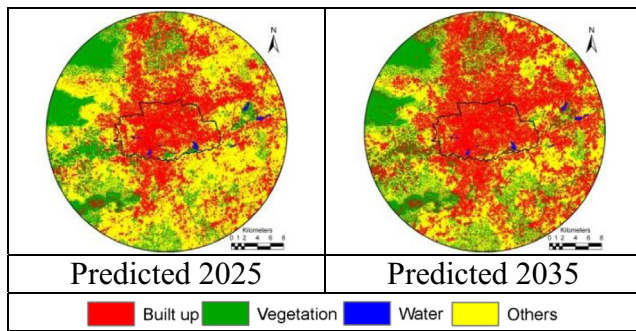 N
Kilometers
0 1 2 4 6 8
N
Kilometers
0 1 2 4 6 8
Predicted 2025
Predicted 2035
Built up
Vegetation
Water
Others